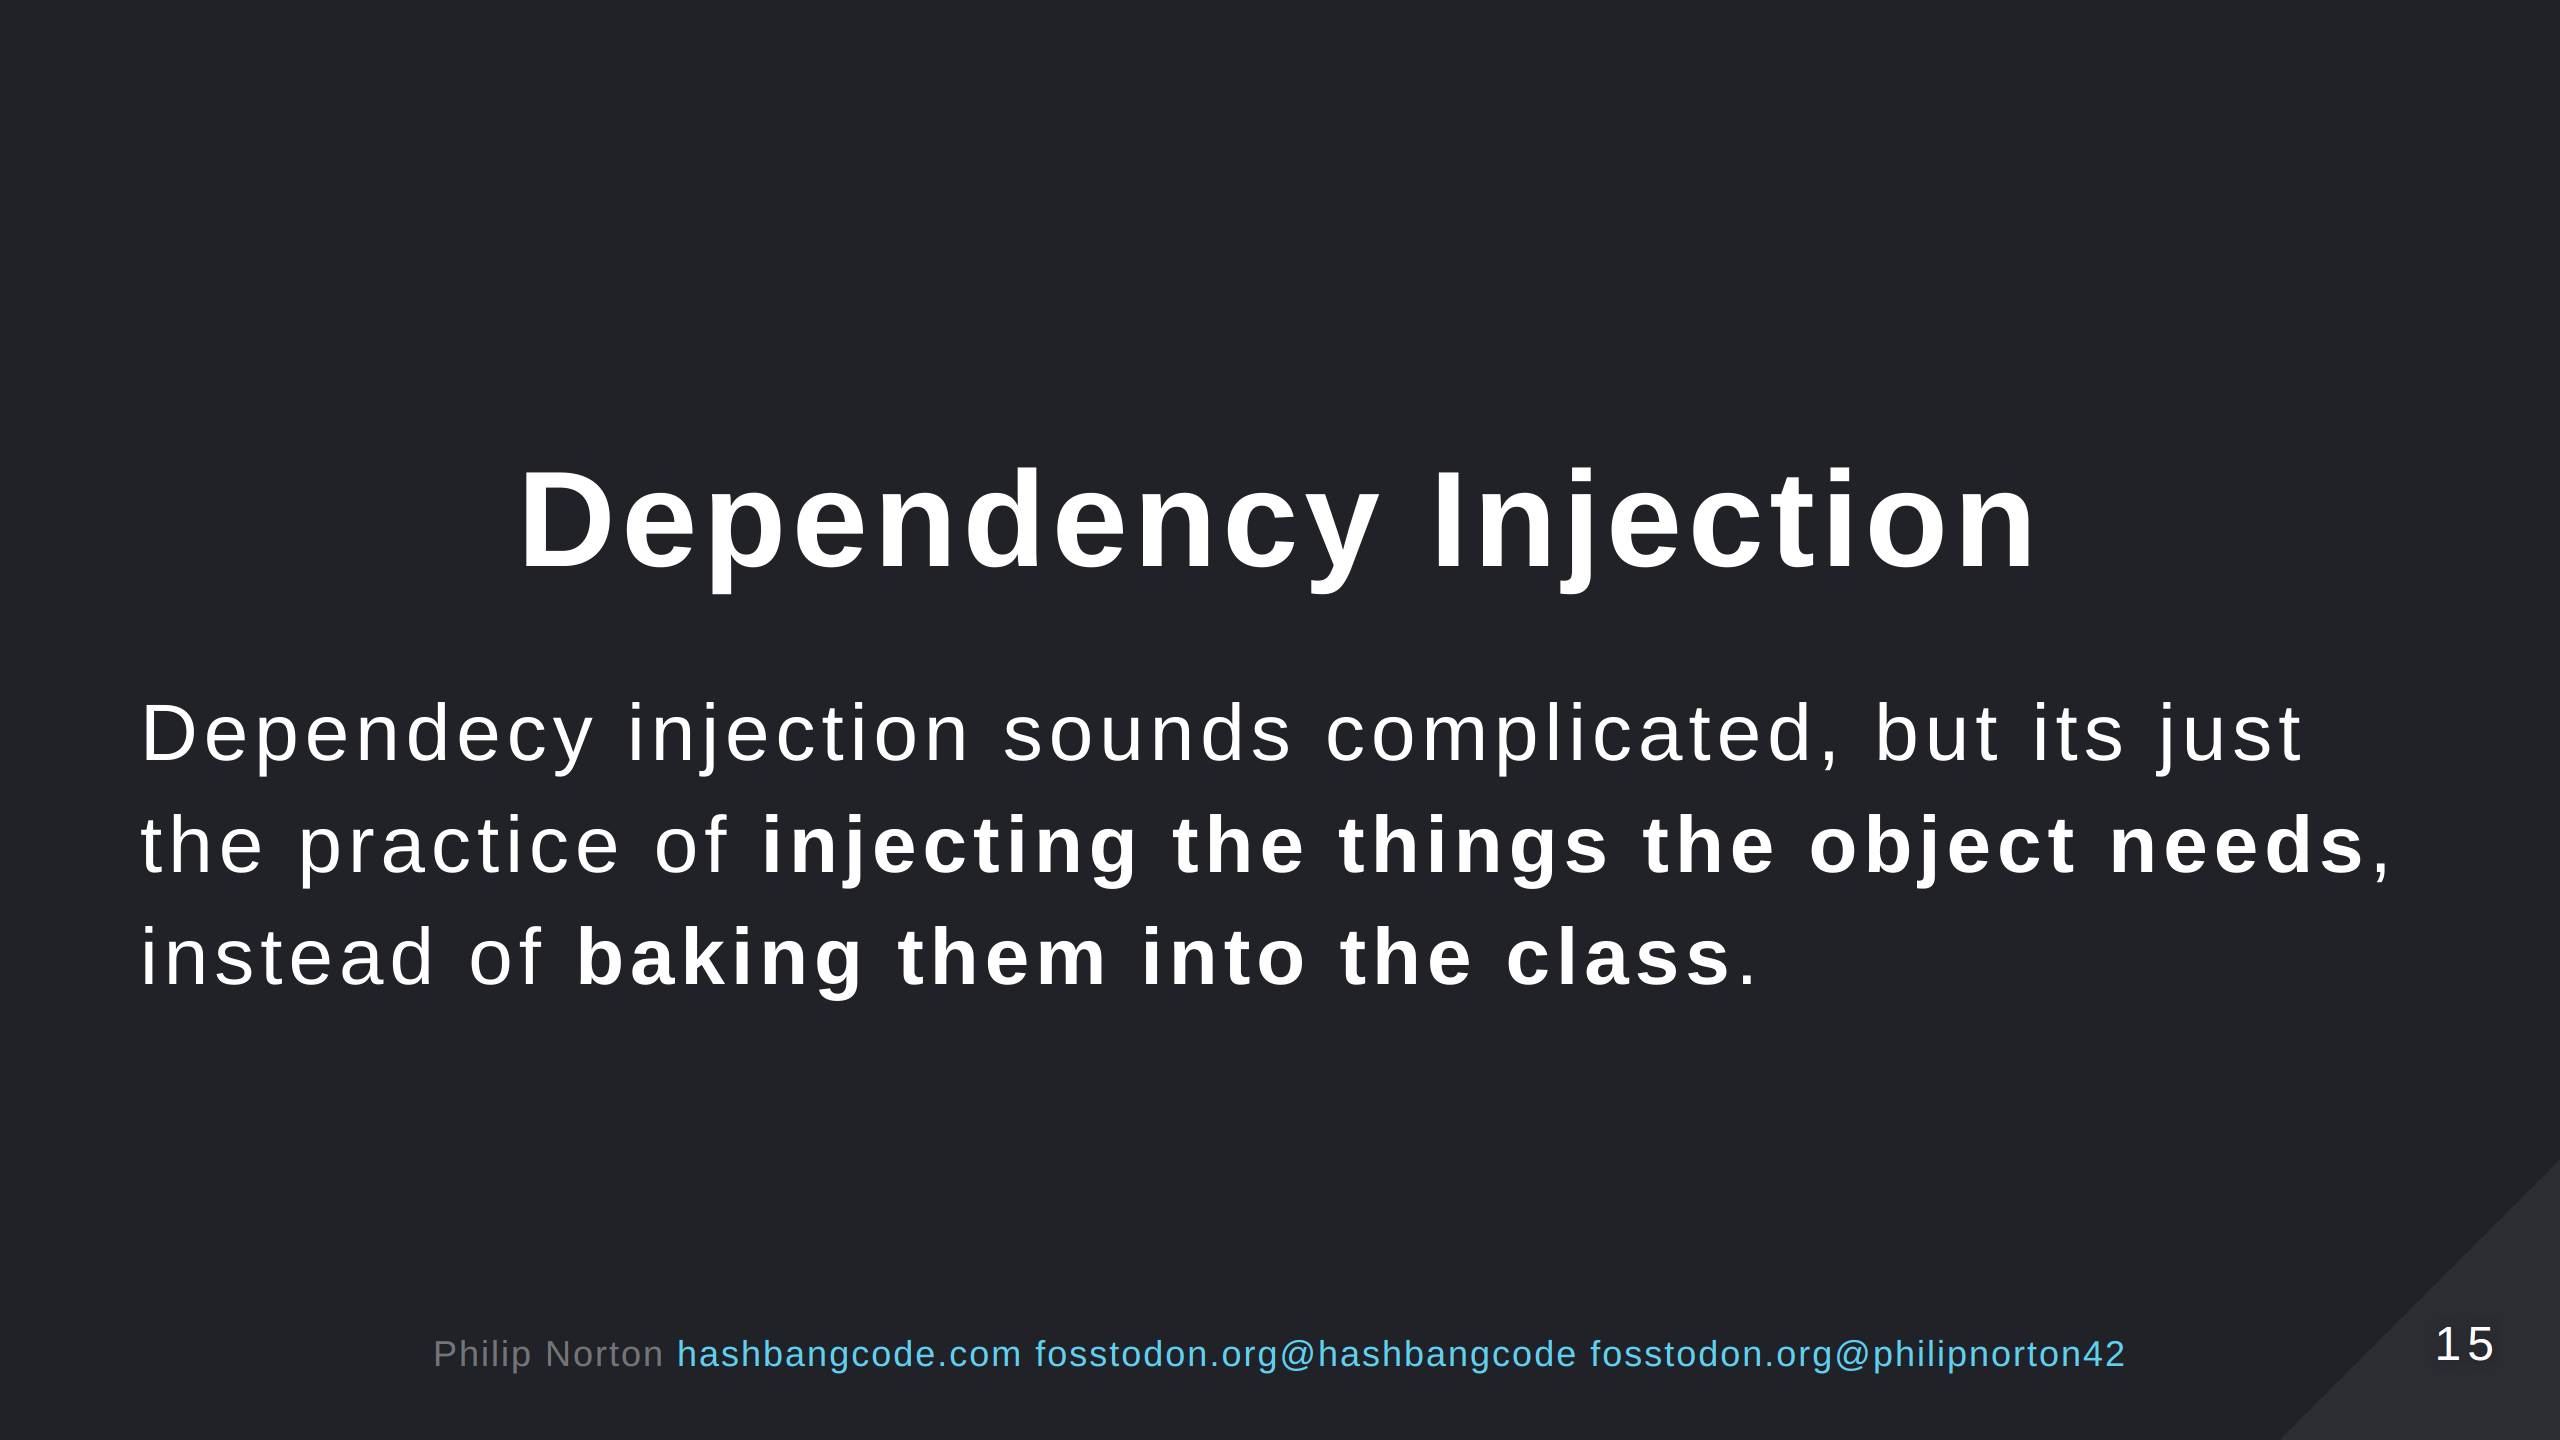 Dependency Injection
Dependecy injection sounds complicated, but its just
the practice of injecting the things the object needs,
instead of baking them into the class.
Philip Norton hashbangcode.com fosstodon.org@hashbangcode fosstodon.org@philipnorton42
15